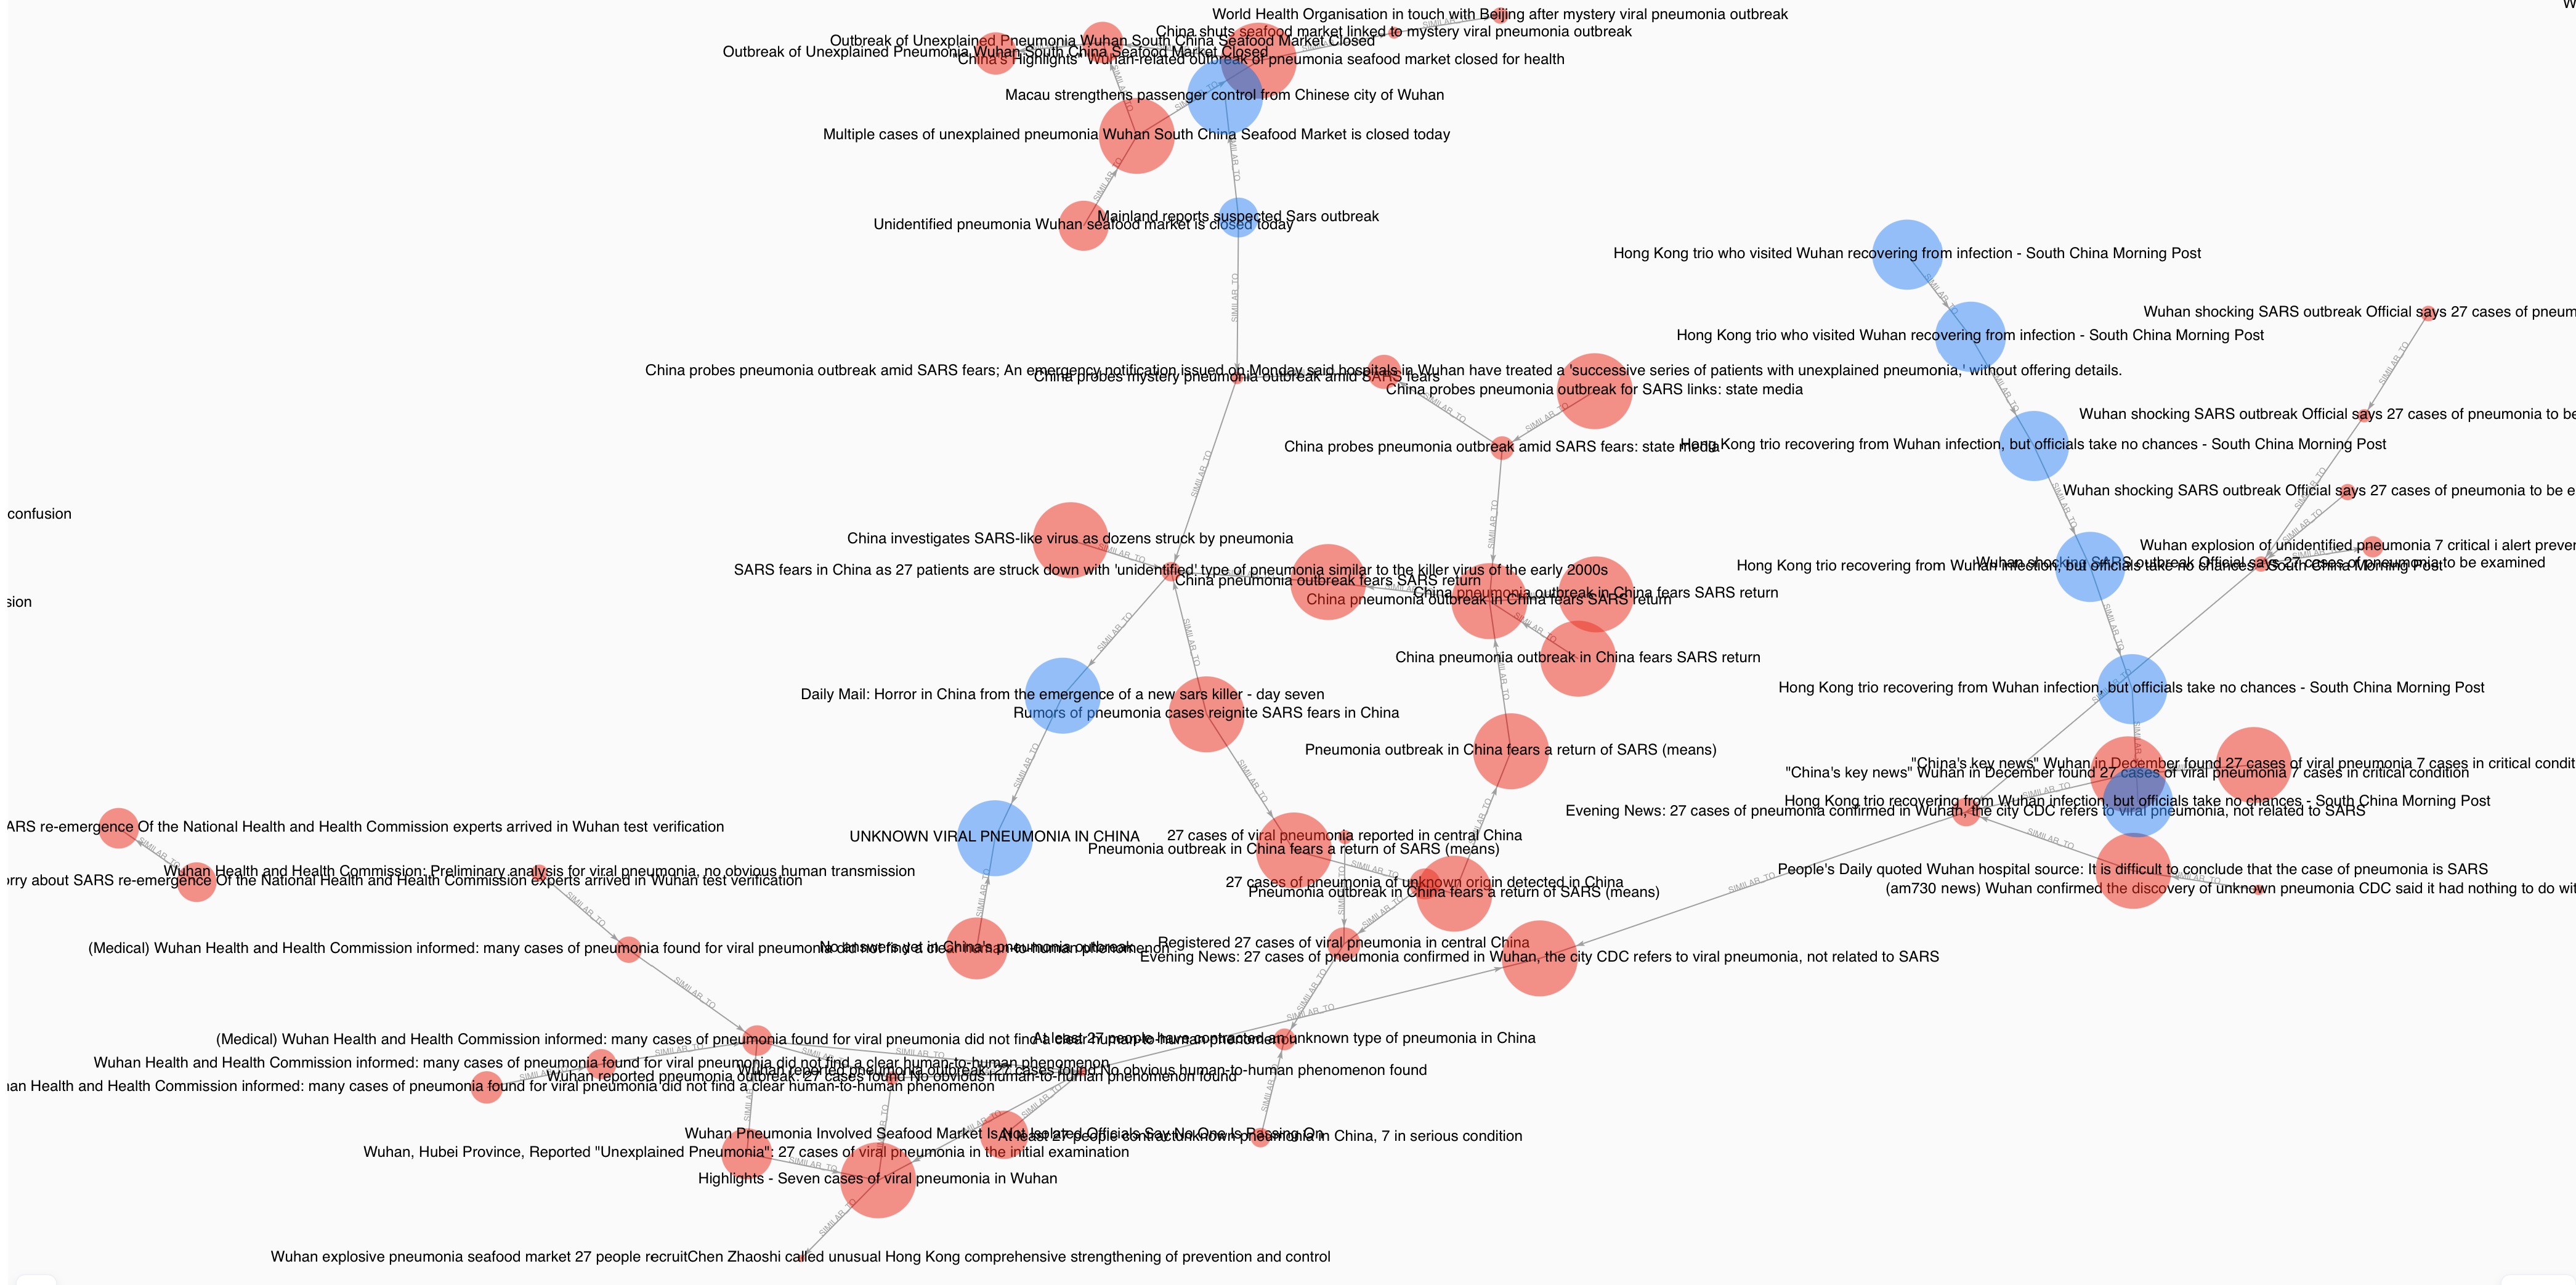 World Health Organisation in touch with Beijing after mystery viral pneumonia outbreak
China shuts seafood market linked to mystery viral pneumonia outbreak
Outbreak of Unexplained Pneumonia Wuhan South China Seafood Market Closed
Outbreak of Unexplained Pneumonia Wuhan South China Seafood Market Closed
"China's Highlights" Wuhan-related outbreak of pneumonia seafood market closed for health
Macau strengthens passenger control from Chinese city of Wuhan
Multiple cases of unexplained pneumonia Wuhan South China Seafood Market is closed today
Mainland reports suspected Sars outbreak
Unidentified pneumonia Wuhan seafood market is closed today
Hong Kong trio who visited Wuhan recovering from infection - South China Morning Post
Wuhan shocking SARS outbreak Official says 27 cases of pneum
Hong Kong trio who visited Wuhan recovering from infection - South China Morning Post
China probes pneumonia outbreak amid SARS fears; An emergency notification issued on Monday said hospitals in Wuhan have treated a 'successive series of patients with unexplained pneumonia,' without offering details.
China probes mystery pneumonia outbreak amid SARS fears
China probes pneumonia outbreak for SARS links: state media
Wuhan shocking SARS outbreak Official says 27 cases of pneumonia to be
China probes pneumonia outbreak amid SARS fears: state media
Hong Kong trio recovering from Wuhan infection, but officials take no chances - South China Morning Post
Wuhan shocking SARS outbreak Official says 27 cases of pneumonia to be e
confusion
China investigates SARS-like virus as dozens struck by pneumonia
Wuhan explosion of unidentified pneumonia 7 critical i alert preve
Wuhan shocking SARS outbreak Official says 27 cases of pneumonia to be examined
Hong Kong trio recovering from Wuhan infection, but officials take no chances - South China Morning Post
SARS fears in China as 27 patients are struck down with 'unidentified' type of pneumonia similar to the killer virus of the early 2000s
China pneumonia outbreak fears SARS return
China pneumonia outbreak in China fears SARS return
China pneumonia outbreak in China fears SARS return
sion
China pneumonia outbreak in China fears SARS return
Hong Kong trio recovering from Wuhan infection, but officials take no chances - South China Morning Post
Daily Mail: Horror in China from the emergence of a new sars killer - day seven
Rumors of pneumonia cases reignite SARS fears in China
Pneumonia outbreak in China fears a return of SARS (means)
"China's key news" Wuhan in December found 27 cases of viral pneumonia 7 cases in critical condit
"China's key news" Wuhan in December found 27 cases of viral pneumonia 7 cases in critical condition
Hong Kong trio recovering from Wuhan infection, but officials take no chances - South China Morning Post
Evening News: 27 cases of pneumonia confirmed in Wuhan, the city CDC refers to viral pneumonia, not related to SARS
ARS re-emergence Of the National Health and Health Commission experts arrived in Wuhan test verification
UNKNOWN VIRAL PNEUMONIA IN CHINA
27 cases of viral pneumonia reported in central China
Pneumonia outbreak in China fears a return of SARS (means)
Wuhan Health and Health Commission: Preliminary analysis for viral pneumonia, no obvious human transmission
People's Daily quoted Wuhan hospital source: It is difficult to conclude that the case of pneumonia is SARS
orry about SARS re-emergence Of the National Health and Health Commission experts arrived in Wuhan test verification
27 cases of pneumonia of unknown origin detected in China
(am730 news) Wuhan confirmed the discovery of unknown pneumonia CDC said it had nothing to do wit
Pneumonia outbreak in China fears a return of SARS (means)
Registered 27 cases of viral pneumonia in central China
(Medical) Wuhan Health and Health Commission informed: many cases of pneumonia found for viral pneumonia did not find a clear human-to-human phenomenon
No answers yet in China's pneumonia outbreak
Evening News: 27 cases of pneumonia confirmed in Wuhan, the city CDC refers to viral pneumonia, not related to SARS
(Medical) Wuhan Health and Health Commission informed: many cases of pneumonia found for viral pneumonia did not find a clear human-to-human phenomenon
At least 27 people have contracted an unknown type of pneumonia in China
Wuhan Health and Health Commission informed: many cases of pneumonia found for viral pneumonia did not find a clear human-to-human phenomenon
Wuhan reported pneumonia outbreak: 27 cases found No obvious human-to-human phenomenon found
Wuhan reported pneumonia outbreak: 27 cases found No obvious human-to-human phenomenon found
an Health and Health Commission informed: many cases of pneumonia found for viral pneumonia did not find a clear human-to-human phenomenon
Wuhan Pneumonia Involved Seafood Market Is Not Isolated Officials Say No One Is Passing On
At least 27 people contract unknown pneumonia in China, 7 in serious condition
Wuhan, Hubei Province, Reported "Unexplained Pneumonia": 27 cases of viral pneumonia in the initial examination
Highlights - Seven cases of viral pneumonia in Wuhan
Wuhan explosive pneumonia seafood market 27 people recruitChen Zhaoshi called unusual Hong Kong comprehensive strengthening of prevention and control